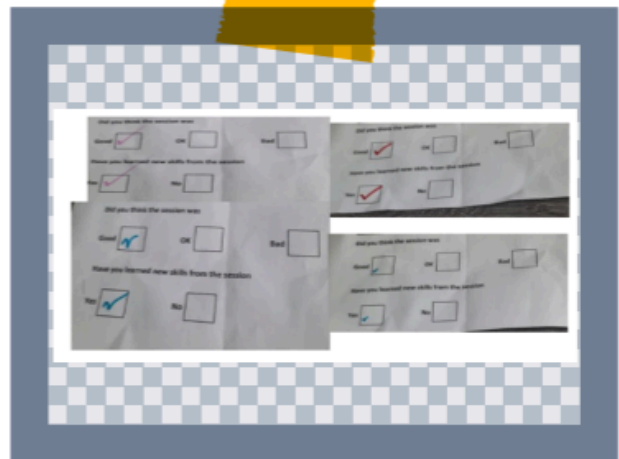 Did you think the session was
Good OK Bad
Have you learned new skills from the session
Yes No
Did you think the session was
Good OK Bad
Have you learned new skills from the session
Yes No
Did you think the session was
Good OK Bad
Have you learned new skills from the session
Yes No
Did you think the session was
Good OK Bad
Have you learned new skills from the session
Yes No